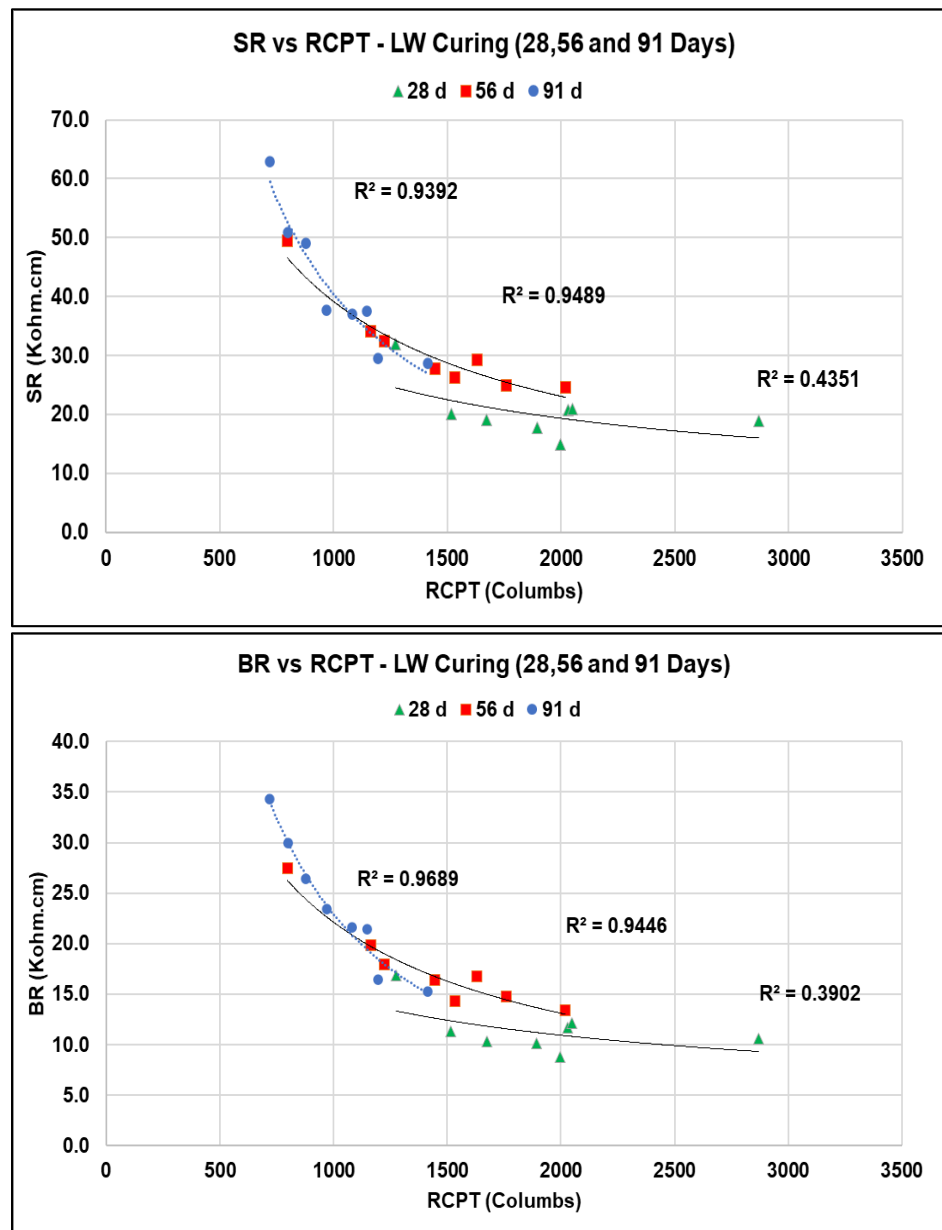 SR vs RCPT - LW Curing (28,56 and 91 Days)
28 d 56 d 91 d
70.0
60.0
50.0
40.0
30.0
20.0
10.0
0.0
SR (Kohm.cm)
R² = 0.9392
R² = 0.9489
R² = 0.4351
0 500 1000 1500 2000 2500 3000 3500
RCPT (Columbs)
BR vs RCPT - LW Curing (28,56 and 91 Days)
28 d 56 d 91 d
40.0
35.0
30.0
25.0
20.0
15.0
10.0
5.0
0.0
BR (Kohm.cm)
R² = 0.9689
R² = 0.9446
R² = 0.3902
0 500 1000 1500 2000 2500 3000 3500
RCPT (Columbs)